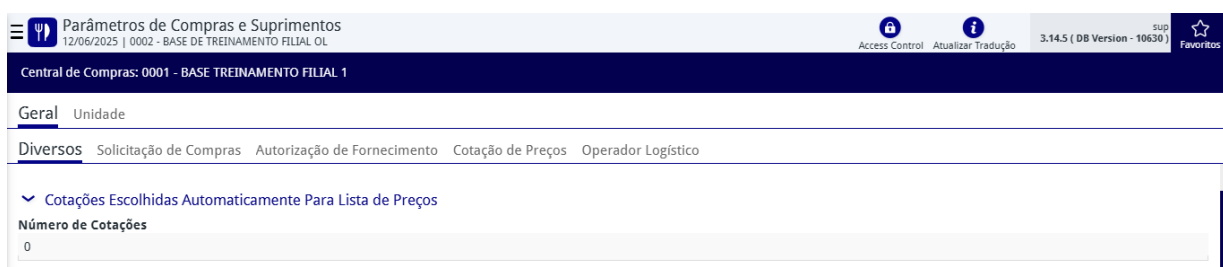 Parâmetros de Compras e Suprimentos
12/06/2025 | 0002 - BASE DE TREINAMENTO FILIAL OL
Access Control
Atualizar Tradução
sup
3.14.5 ( DB Version - 10630 )
Favoritos
Central de Compras: 0001 - BASE TREINAMENTO FILIAL 1
Geral Unidade
Diversos Solicitação de Compras Autorização de Fornecimento Cotação de Preços Operador Logístico
Cotações Escolhidas Automaticamente Para Lista de Preços
Número de Cotações
0